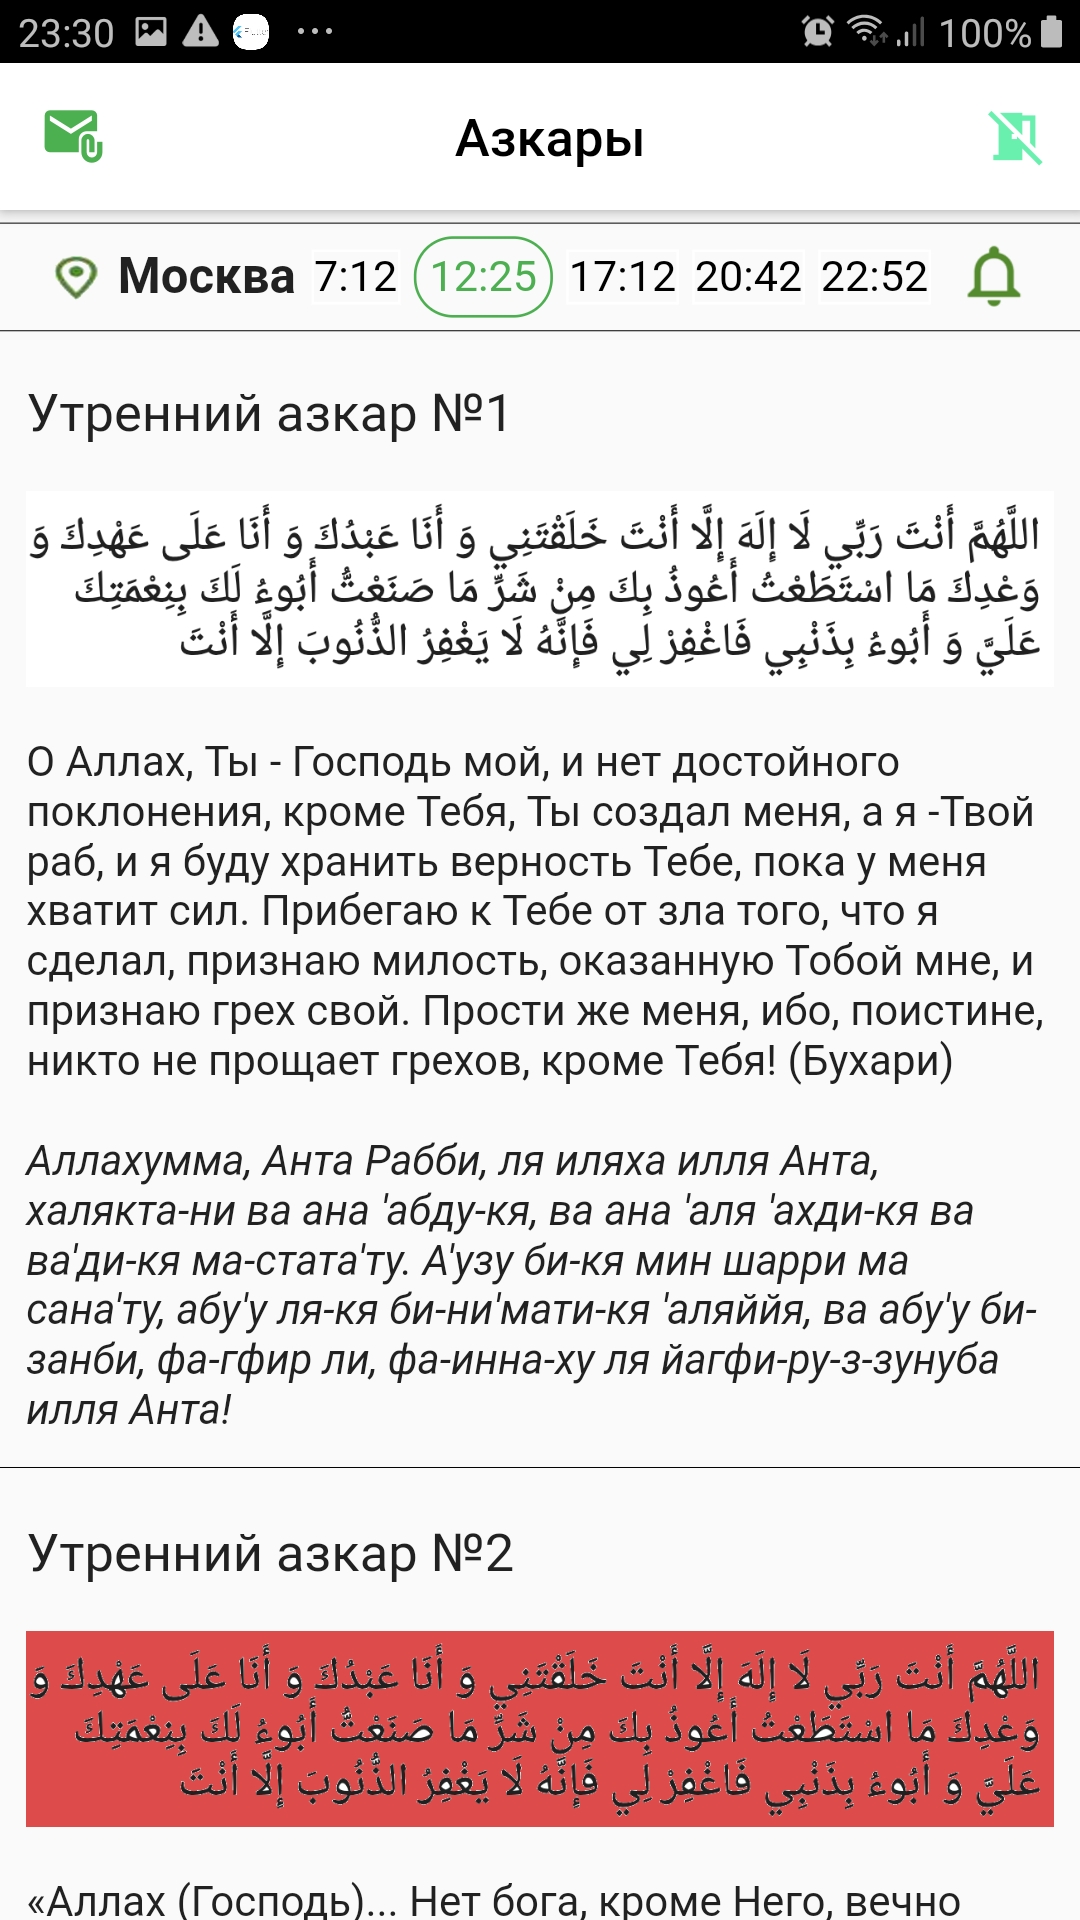 23:30
100%
Азкары
Москва 7:12 12:25 17:12 20:42 22:52
Утренний азкар №1
اللَّهُمَّ أَنْتَ رَبِّي لَا إِلَهَ إِلَّا أَنْتَ خَلَقْتَنِي وَ أَنَا عَبْدُكَ وَ أَنَا عَلَى عَهْدِكَ وَ
وَعْدِكَ مَا اسْتَطَعْتُ أَعُوذُ بِكَ مِنْ شَرِّ مَا صَنَعْتُ أَبُوءُ لَكَ بِنِعْمَتِكَ
عَلَيَّ وَ أَبُوءُ بِذَنْبِي فَاغْفِرْ لِي فَإِنَّهُ لَا يَغْفِرُ الذُّنُوبَ إِلَّا أَنْتَ
О Аллах, Ты - Господь мой, и нет достойного
поклонения, кроме Тебя, Ты создал меня, а я -Твой
раб, и я буду хранить верность Тебе, пока у меня
хватит сил. Прибегаю к Тебе от зла того, что я
сделал, признаю милость, оказанную Тобой мне, и
признаю грех свой. Прости же меня, ибо, поистине,
никто не прощает грехов, кроме Тебя! (Бухари)
Аллахумма, Анта Рабби, ля иляха илля Анта,
халякта-ни ва ана 'абду-кя, ва ана 'аля 'ахди-кя ва
ва'ди-кя ма-стата'ту. А'узу би-кя мин шарри ма
сана'ту, абу'у ля-кя би-ни'мати-кя 'аляййя, ва абу'у би-
занби, фа-гфир ли, фа-инна-ху ля йагфи-ру-з-зунуба
илля Анта!
Утренний азкар №2
اللَّهُمَّ أَنْتَ رَبِّي لَا إِلَهَ إِلَّا أَنْتَ خَلَقْتَنِي وَ أَنَا عَبْدُكَ وَ أَنَا عَلَى عَهْدِكَ وَ
وَعْدِكَ مَا اسْتَطَعْتُ أَعُوذُ بِكَ مِنْ شَرِّ مَا صَنَعْتُ أَبُوءُ لَكَ بِنِعْمَتِكَ
عَلَيَّ وَ أَبُوءُ بِذَنْبِي فَاغْفِرْ لِي فَإِنَّهُ لَا يَغْفِرُ الذُّنُوبَ إِلَّا أَنْتَ
«Аллах (Господь)... Нет бога, кроме Него, вечно